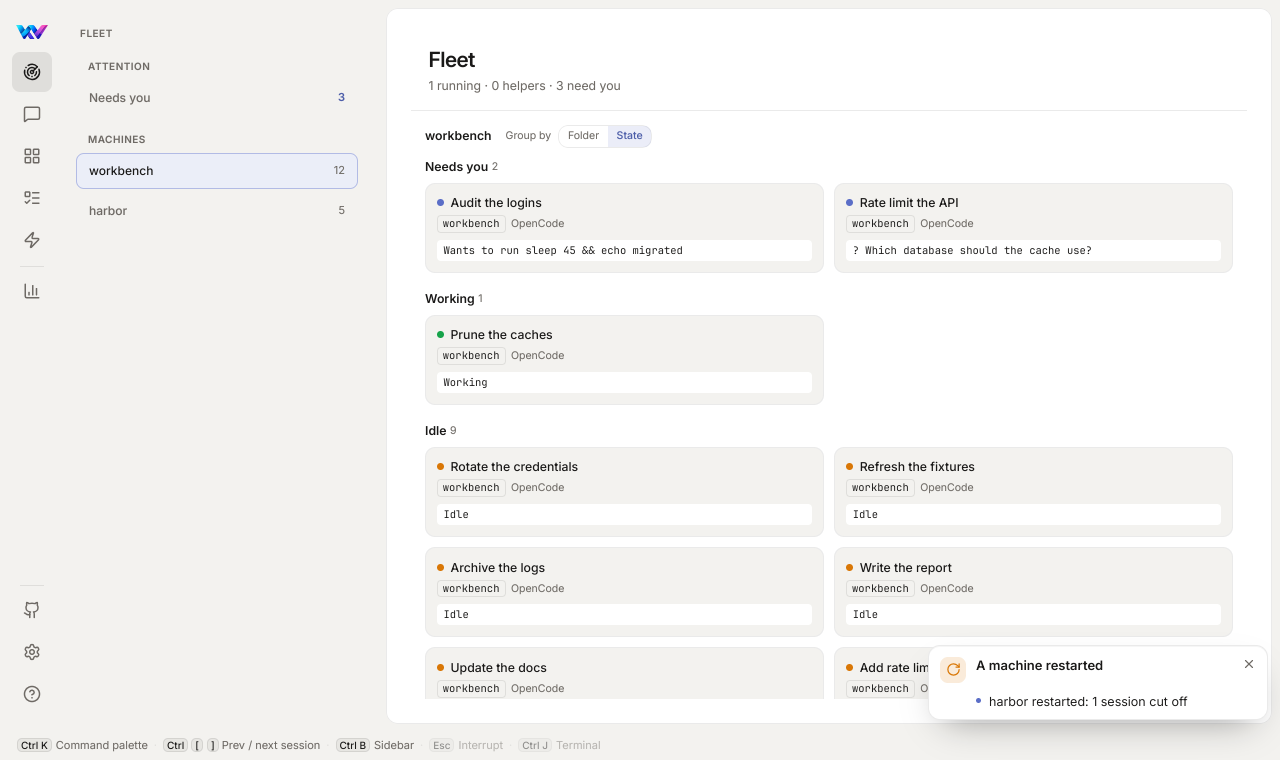 FLEET
ATTENTION
Needs you 3
MACHINES
workbench 12
harbor 5
Fleet
1 running · 0 helpers · 3 need you
workbench Group by Folder State
Needs you 2
Audit the logins
workbench OpenCode
Wants to run sleep 45 && echo migrated
Rate limit the API
workbench OpenCode
? Which database should the cache use?
Working 1
Prune the caches
workbench OpenCode
Working
Idle 9
Rotate the credentials
workbench OpenCode
Idle
Refresh the fixtures
workbench OpenCode
Idle
Archive the logs
workbench OpenCode
Idle
Write the report
workbench OpenCode
Idle
Update the docs
workbench OpenCode
Add rate lim
workbench O
A machine restarted
harbor restarted: 1 session cut off
Ctrl K Command palette · Ctrl [ ] Prev / next session · Ctrl B Sidebar · Esc Interrupt · Ctrl J Terminal